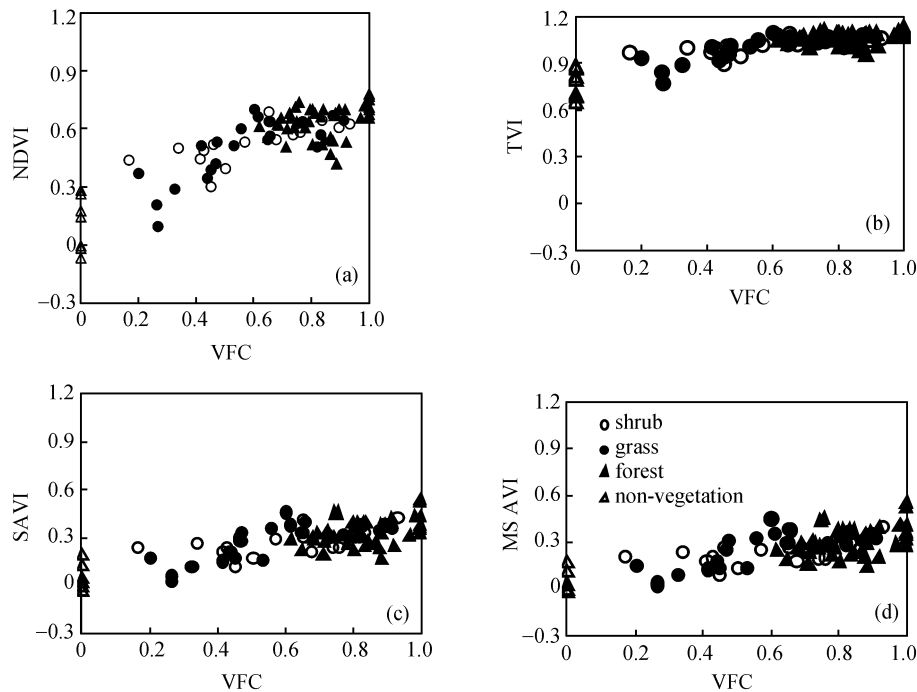 1.2
0.9
0.6
0.3
0
−0.3
NDVI
(a)
0 0.2 0.4 0.6 0.8 1.0
VFC
1.2
0.9
0.6
0.3
0
−0.3
TVI
(b)
0 0.2 0.4 0.6 0.8 1.0
VFC
1.2
0.9
0.6
0.3
0
−0.3
SAVI
(c)
0 0.2 0.4 0.6 0.8 1.0
VFC
1.2
0.9
0.6
0.3
0
−0.3
MS AVI
shrub
grass
forest
non-vegetation
(d)
0 0.2 0.4 0.6 0.8 1.0
VFC